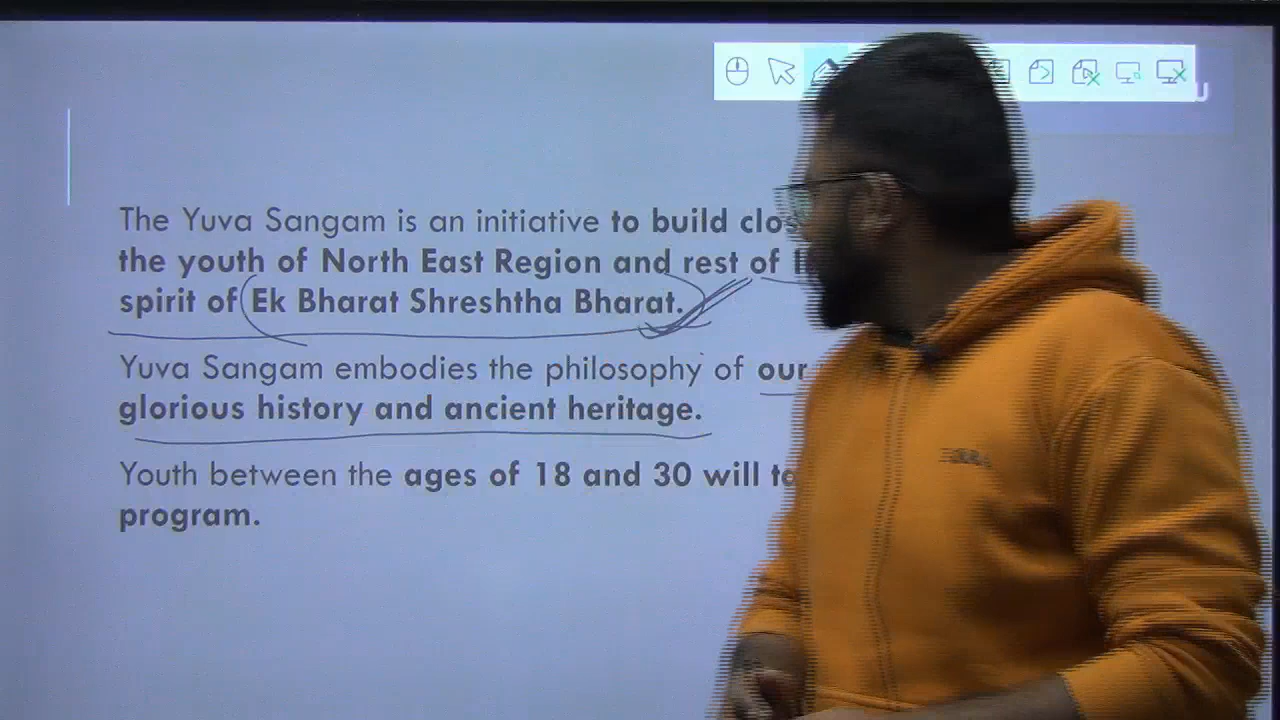 The Yuva Sangam is an initiative to build
the youth of North East Region and rest of
spirit of Ek Bharat Shreshtha Bharat.
Yuva Sangam embodies the philosophy of our
glorious history and ancient heritage.
Youth between the ages of 18 and 30 will
program.